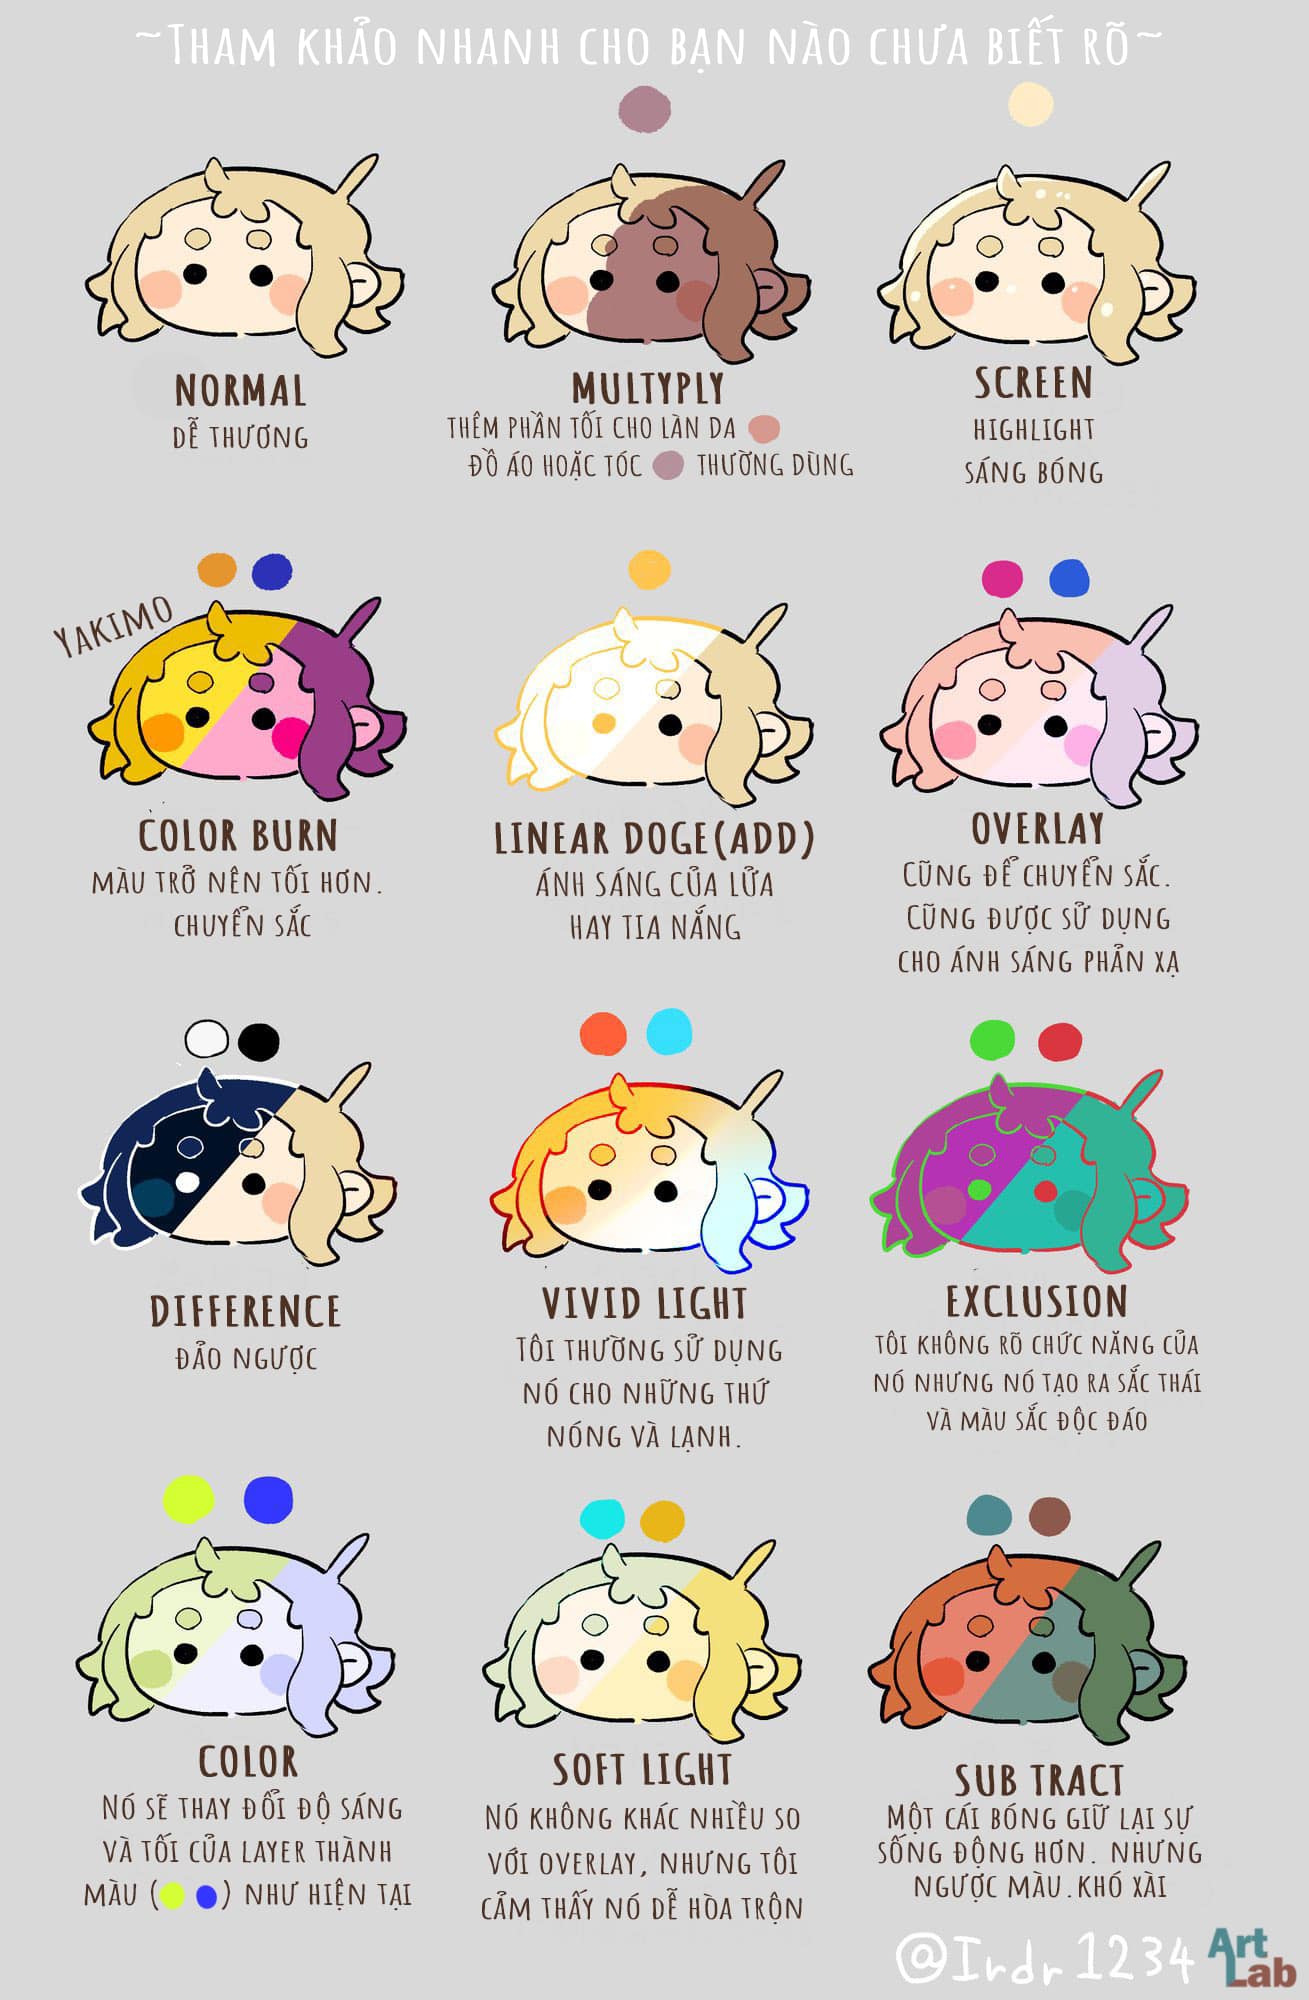 ~THAM KHẢO NHANH CHO BẠN NÀO CHƯA BIẾT RÕ~
NORMAL
DỄ THƯƠNG
MULTYPLY
THÊM PHẦN TỐI CHO LÀN DA
ĐỒ ÁO HOẶC TÓC THƯỜNG DÙNG
SCREEN
HIGHLIGHT
SÁNG BÓNG
YAKIMO
COLOR BURN
MÀU TRỞ NÊN TỐI HƠN.
CHUYỂN SẮC
LINEAR DOGE(ADD)
ÁNH SÁNG CỦA LỬA
HAY TIA NẮNG
OVERLAY
CŨNG ĐỂ CHUYỂN SẮC.
CŨNG ĐƯỢC SỬ DỤNG
CHO ÁNH SÁNG PHẢN XẠ
DIFFERENCE
ĐẢO NGƯỢC
VIVID LIGHT
TÔI THƯỜNG SỬ DỤNG
NÓ CHO NHỮNG THỨ
NÓNG VÀ LẠNH.
EXCLUSION
TÔI KHÔNG RÕ CHỨC NĂNG CỦA
NÓ NHƯNG NÓ TẠO RA SẮC THÁI
VÀ MÀU SẮC ĐỘC ĐÁO
COLOR
NÓ SẼ THAY ĐỔI ĐỘ SÁNG
VÀ TỐI CỦA LAYER THÀNH
MÀU ( ) NHƯ HIỆN TẠI
SOFT LIGHT
NÓ KHÔNG KHÁC NHIỀU SO
VỚI OVERLAY, NHƯNG TÔI
CẢM THẤY NÓ DỄ HÒA TRỘN
SUB TRACT
MỘT CÁI BÓNG GIỮ LẠI SỰ
SỐNG ĐỘNG HƠN. NHƯNG
NGƯỢC MÀU.KHÓ XÀI
@Irdr1234
Art
Lab